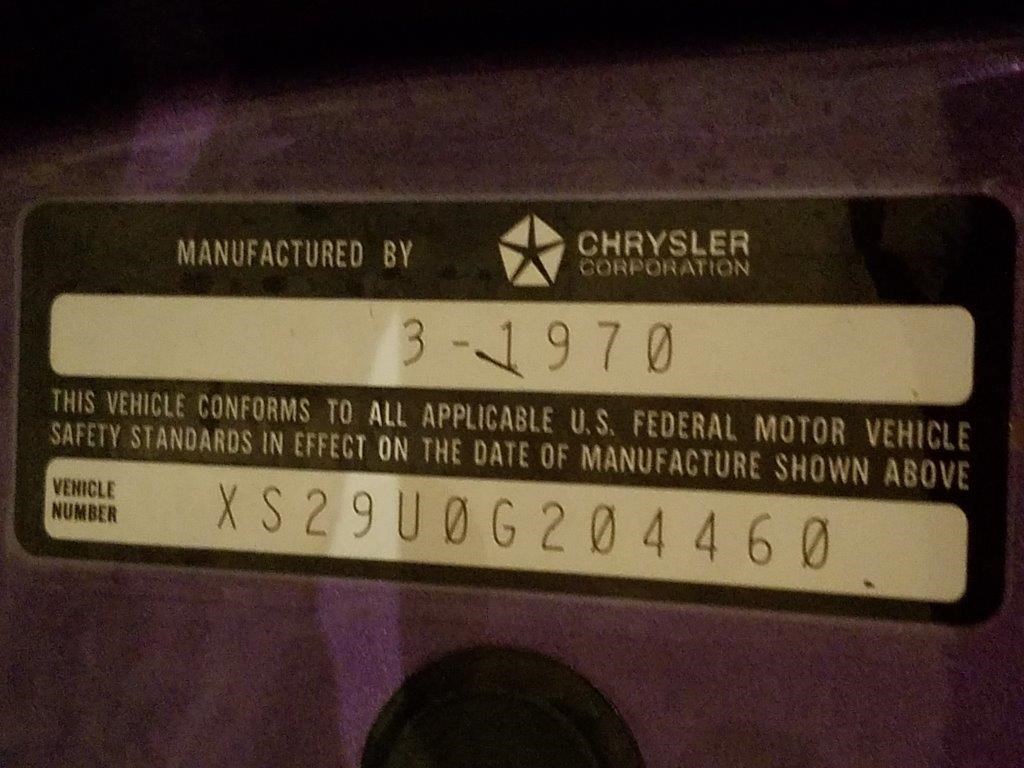 MANUFACTURED BY CHRYSLER
CORPORATION
3-1970
THIS VEHICLE CONFORMS TO ALL APPLICABLE U.S. FEDERAL MOTOR VEHICLE
SAFETY STANDARDS IN EFFECT ON THE DATE OF MANUFACTURE SHOWN ABOVE
VEHICLE
NUMBER
XS29U0G204460